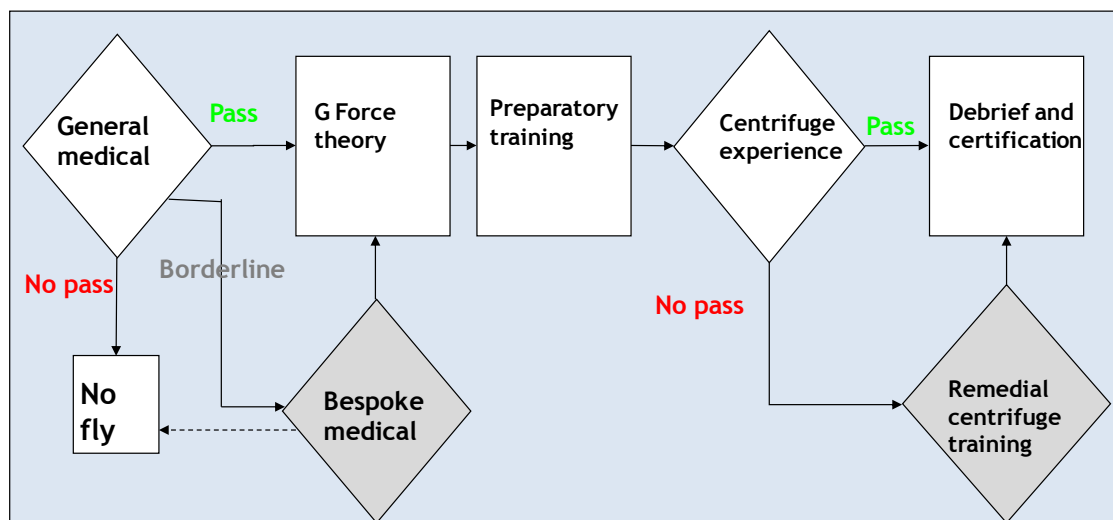 General
medical
Pass
G Force
theory
Preparatory
training
Centrifuge
experience
Pass
Debrief and
certification
No pass
Borderline
No pass
No
fly
Bespoke
medical
Remedial
centrifuge
training